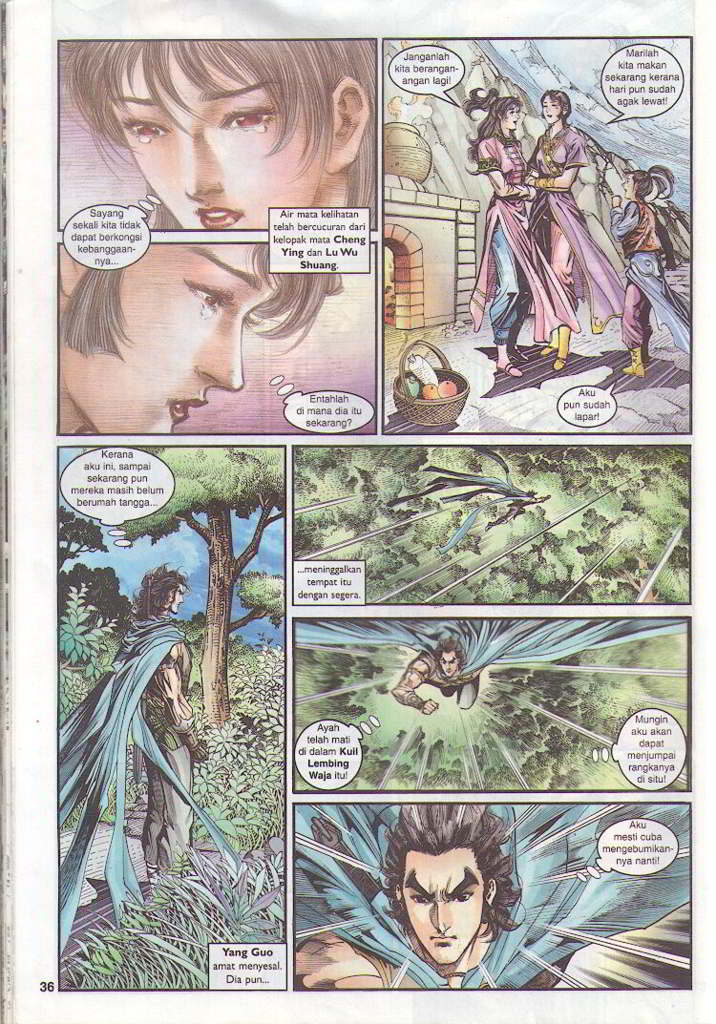 Sayang
sekali kita tidak
dapat berkongsi
kebanggaan-
nya...
Air mata kelihatan
telah bercucuran dari
kelopak mata Cheng
Ying dan Lu Wu
Shuang.
Entahlah
di mana dia itu
sekarang?
Janganlah
kita berangan-
angan lagi!
Marilah
kita makan
sekarang kerana
hari pun sudah
agak lewat!
Aku
pun sudah
lapar!
Kerana
aku ini, sampai
sekarang pun
mereka masih belum
berumah tangga...
Yang Guo
amat menyesal.
Dia pun...
...meninggalkan
tempat itu
dengan segera.
Ayah
telah mati
di dalam Kuil
Lembing
Waja itu!
Mungin
aku akan
dapat
menjumpai
rangkanya
di situ!
Aku
mesti cuba
mengebumikan-
nya nanti!
36